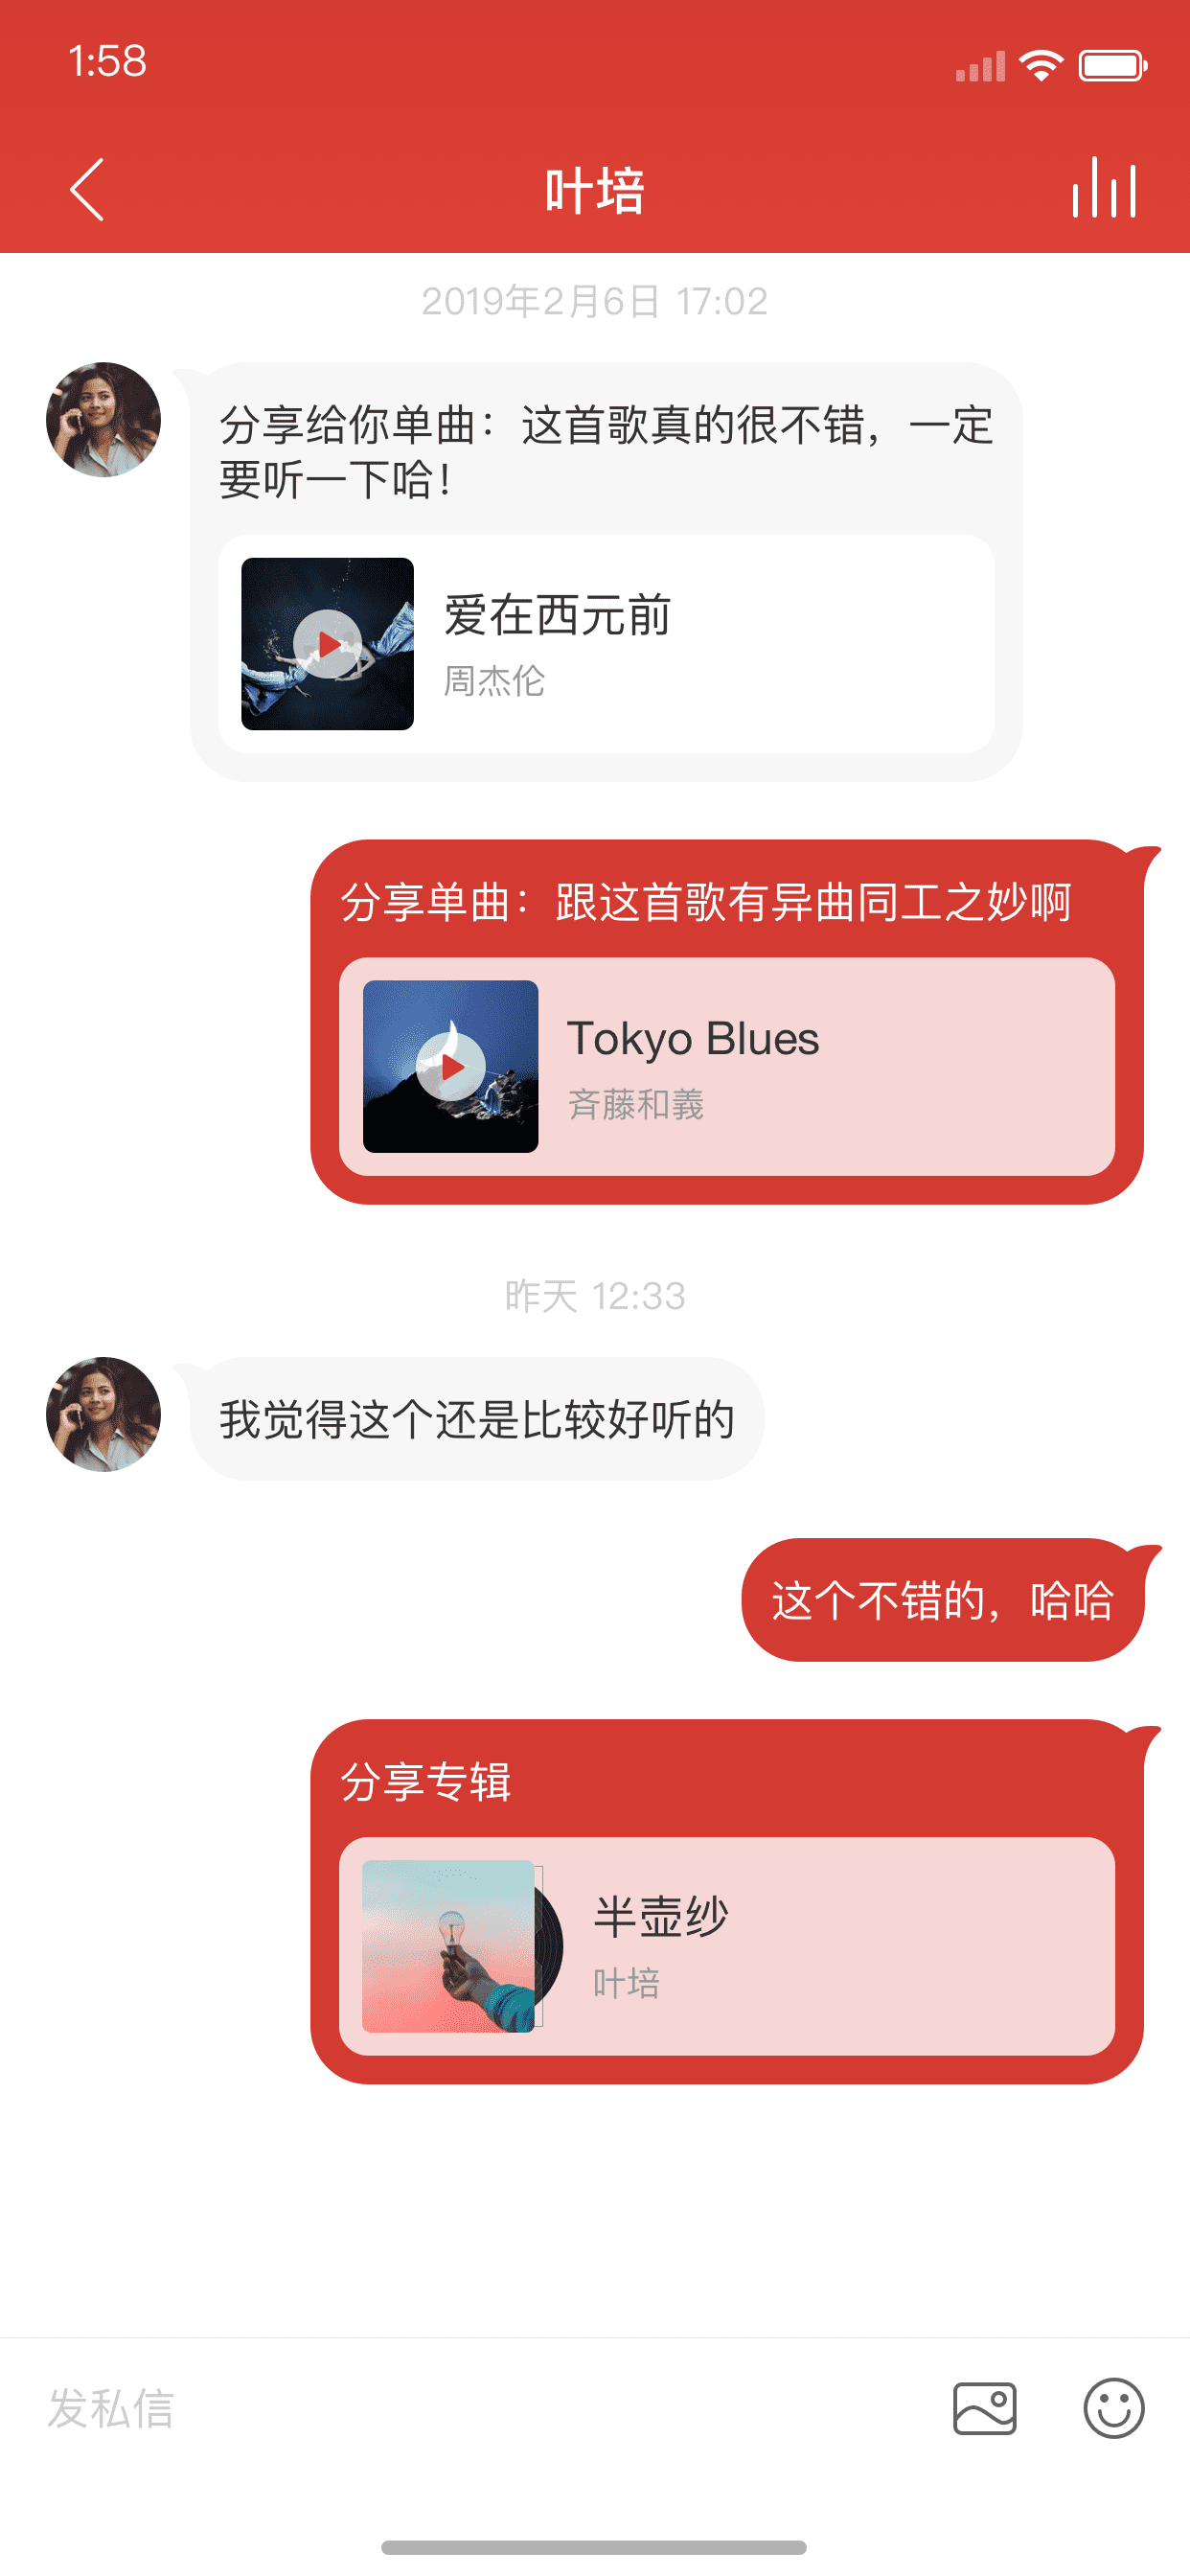 1:58
叶培
2019年2月6日 17:02
分享给你单曲：这首歌真的很不错，一定
要听一下哈！
爱在西元前
周杰伦
分享单曲：跟这首歌有异曲同工之妙啊
Tokyo Blues
斉藤和義
昨天 12:33
我觉得这个还是比较好听的
这个不错的，哈哈
分享专辑
半壶纱
叶培
发私信